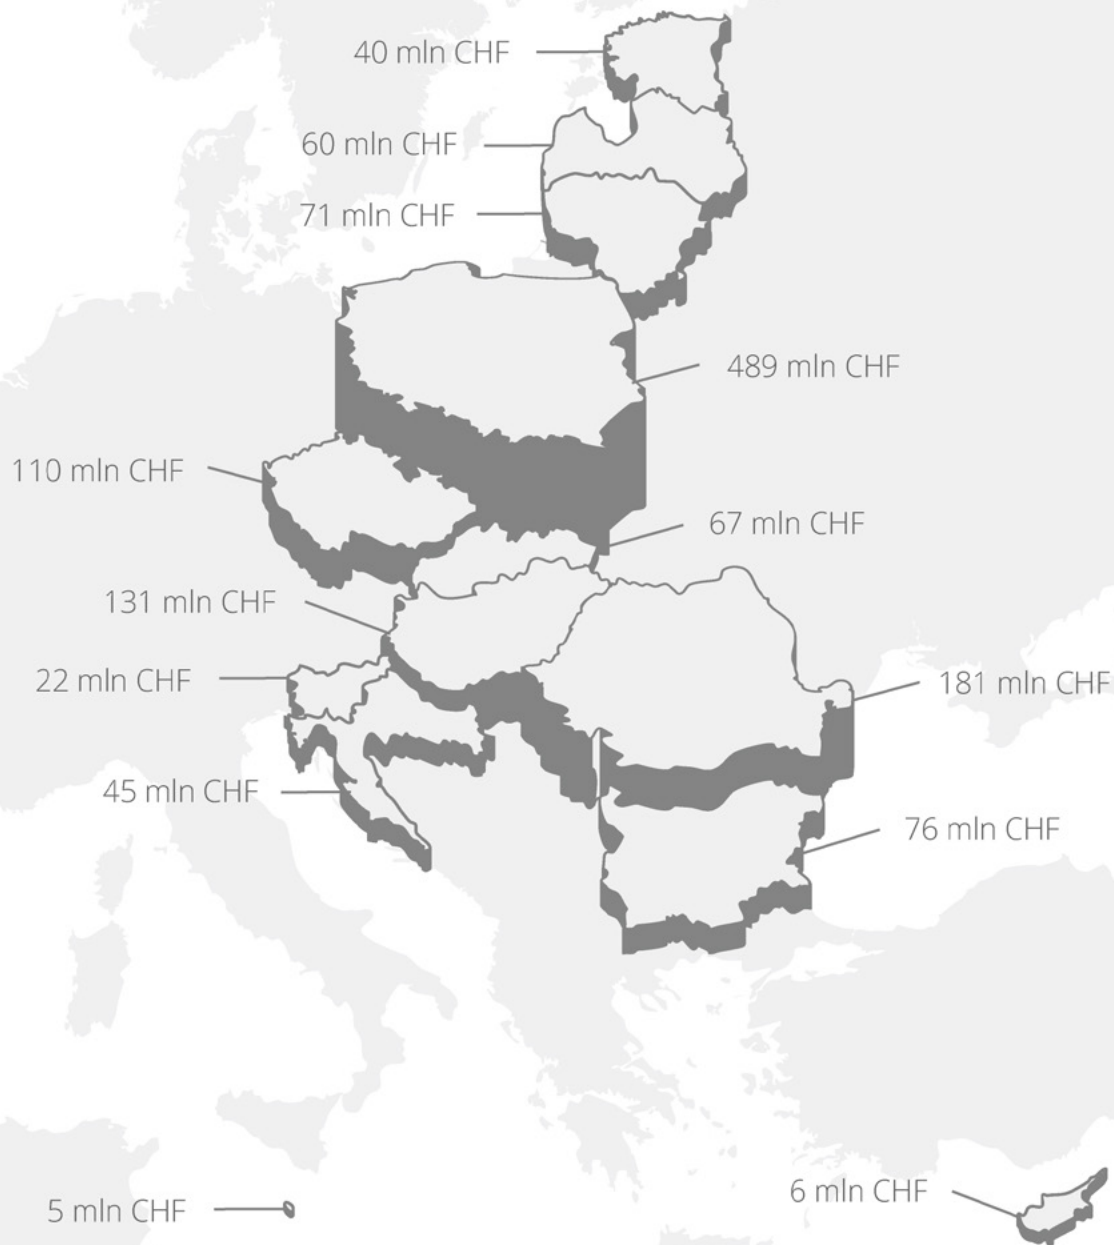 40 mln CHF
60 mln CHF
71 mln CHF
489 mln CHF
110 mln CHF
67 mln CHF
131 mln CHF
22 mln CHF
181 mln CHF
45 mln CHF
76 mln CHF
6 mln CHF
5 mln CHF